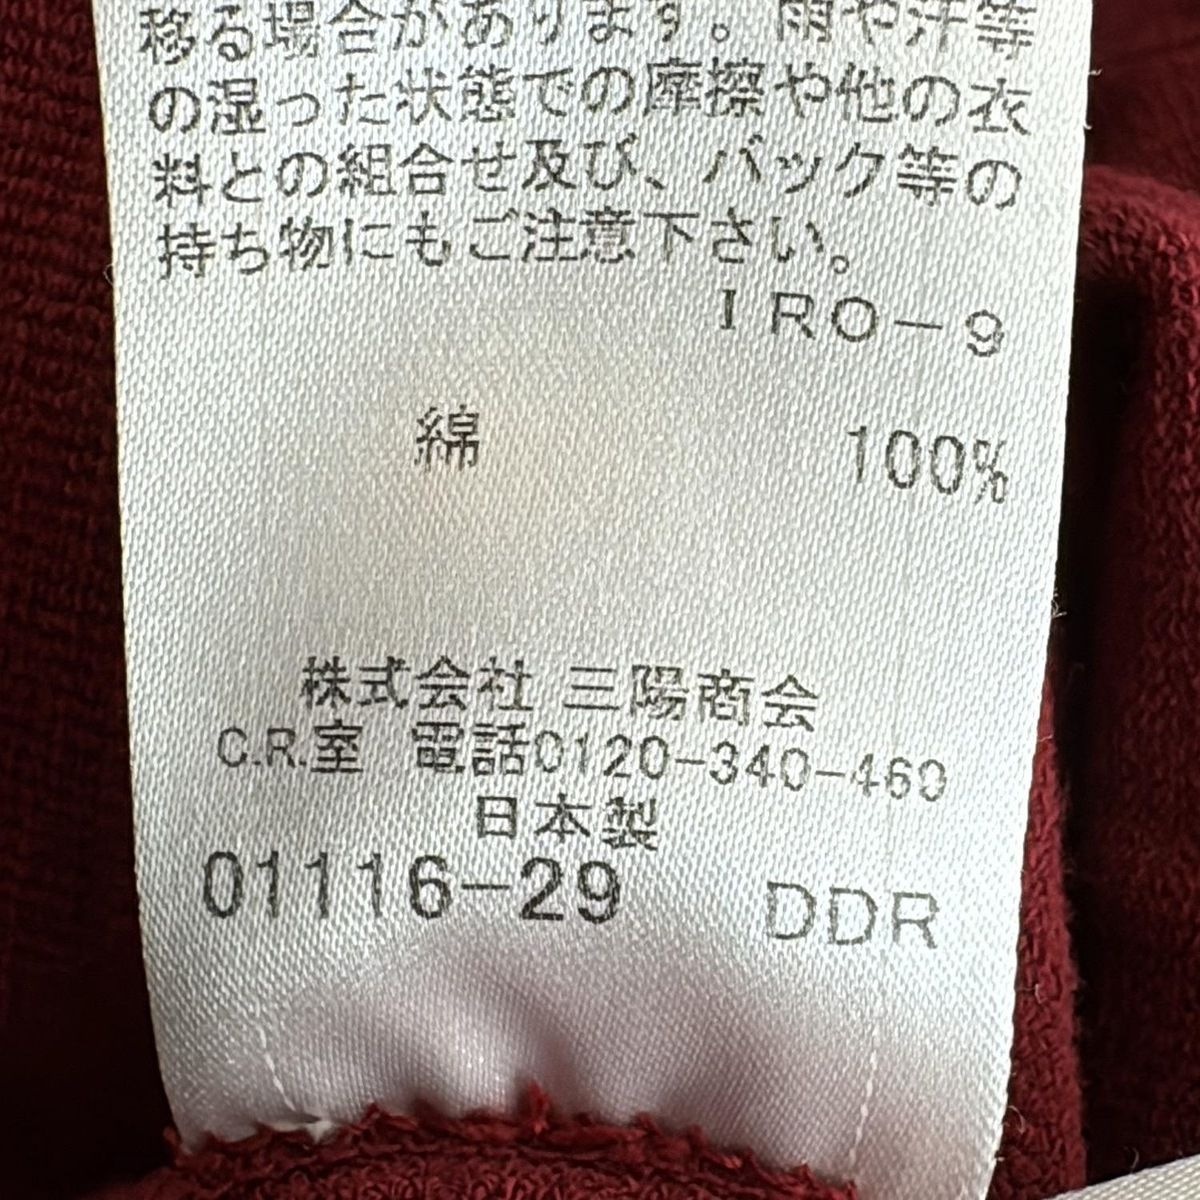 移る場合があります。雨や汗等
の湿った状態での摩擦や他の衣
料との組合せ及び、バック等の
持ち物にもご注意下さい。
IRO-9
綿 100%
株式会社 三陽商会
C.R.室 電話0120-340-460
日本製
01116-29 DDR